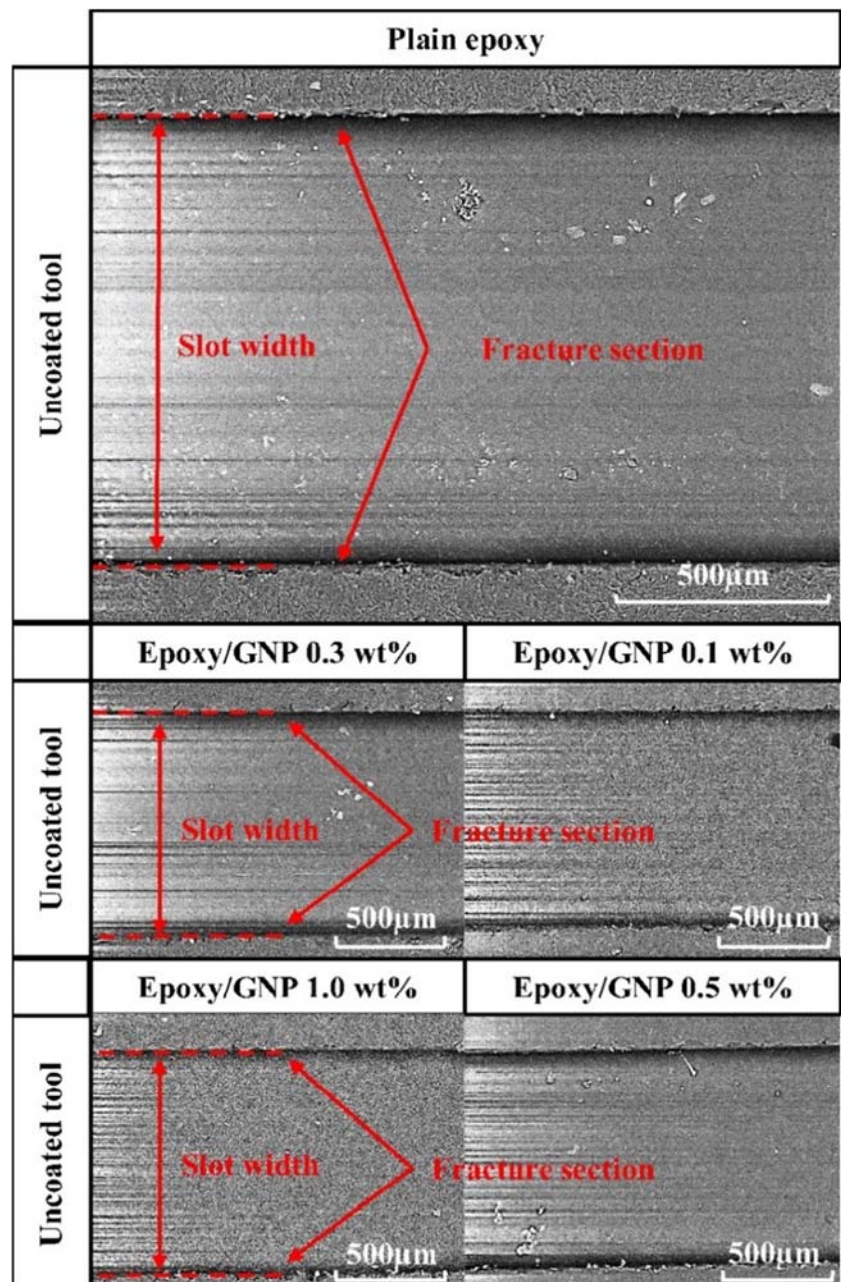 Plain epoxy
Uncoated tool
Slot width
Fracture section
500μm
Epoxy/GNP 0.3 wt%
Epoxy/GNP 0.1 wt%
Uncoated tool
Slot width
Fracture section
500μm
500μm
Epoxy/GNP 1.0 wt%
Epoxy/GNP 0.5 wt%
Uncoated tool
Slot width
Fracture section
500μm
500μm